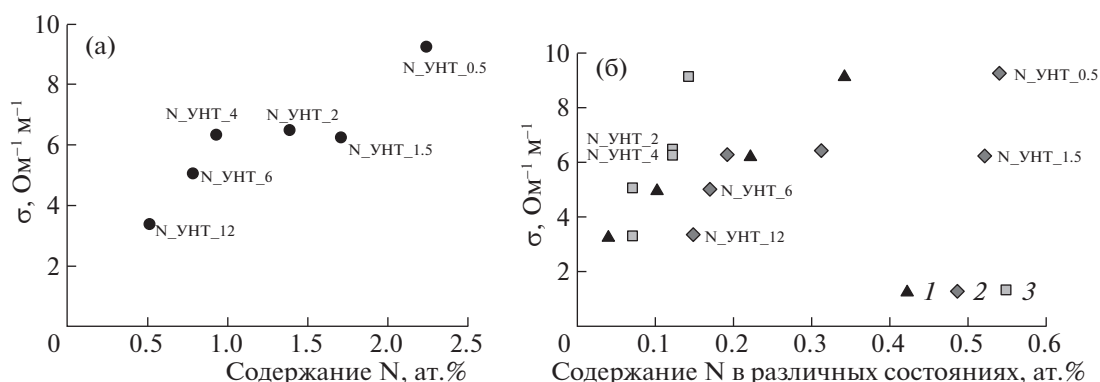 (а)
σ, Ом⁻¹ м⁻¹
10
8
6
4
2
0
0.5
1.0
1.5
2.0
2.5
Содержание N, ат.%
N_УНТ_0.5
N_УНТ_4
N_УНТ_2
N_УНТ_1.5
N_УНТ_6
N_УНТ_12
(б)
σ, Ом⁻¹ м⁻¹
10
8
6
4
2
0
0.1
0.2
0.3
0.4
0.5
0.6
Содержание N в различных состояниях, ат.%
N_УНТ_0.5
N_УНТ_2
N_УНТ_4
N_УНТ_1.5
N_УНТ_6
N_УНТ_12
1
2
3